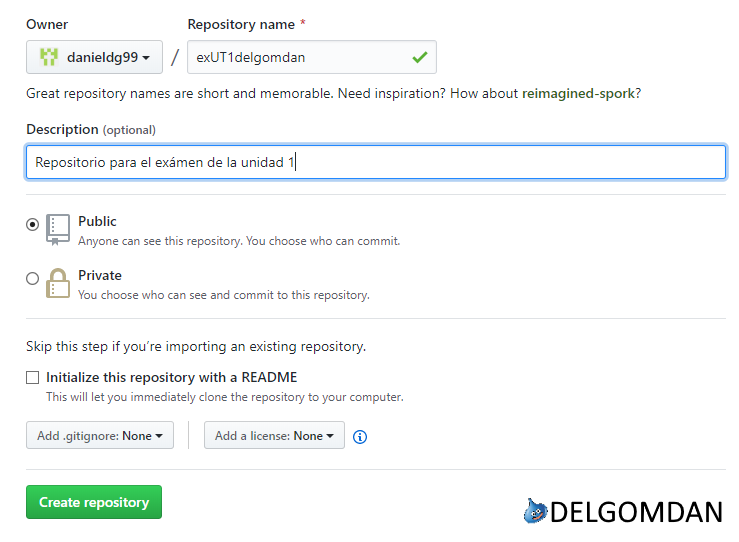 Owner
Repository name *
danieldg99 / exUT1delgomdan
Great repository names are short and memorable. Need inspiration? How about reimagined-spork?
Description (optional)
Repositorio para el exámen de la unidad 1
Public
Anyone can see this repository. You choose who can commit.
Private
You choose who can see and commit to this repository.
Skip this step if you’re importing an existing repository.
Initialize this repository with a README
This will let you immediately clone the repository to your computer.
Add .gitignore: None
Add a license: None
Create repository
DELGOMDAN